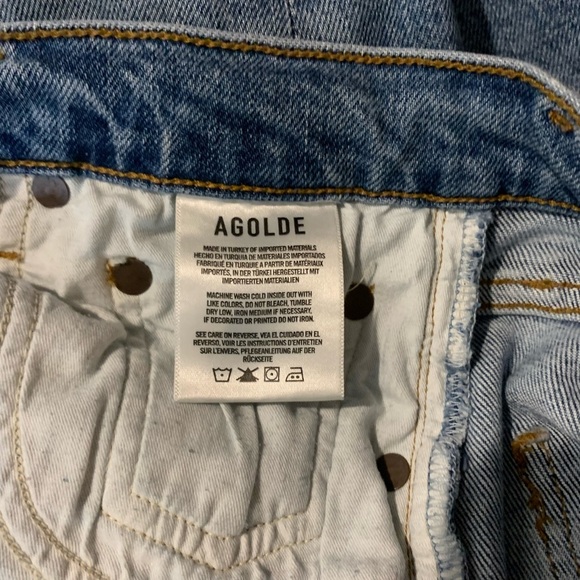 AGOLDE
MADE IN TURKEY OF IMPORTED MATERIALS
HECHO EN TURQUIA DE MATERIALES IMPORTADOS
FABRIQUÉ EN TURQUIE A PARTIR DE MATÉRIAUX
IMPORTÉS, IN DER TÜRKEI HERGESTELLT MIT
IMPORTIERTEN MATERIALIEN
MACHINE WASH COLD INSIDE OUT WITH
LIKE COLORS, DO NOT BLEACH, TUMBLE
DRY LOW, IRON MEDIUM IF NECESSARY,
IF DECORATED OR PRINTED DO NOT IRON.
SEE CARE ON REVERSE, VEA EL CUIDADO EN EL
REVERSO, VOIR LES INSTRUCTIONS D'ENTRETIEN
SUR L'ENVERS, PFLEGEANLEITUNG AUF DER
RÜCKSEITE